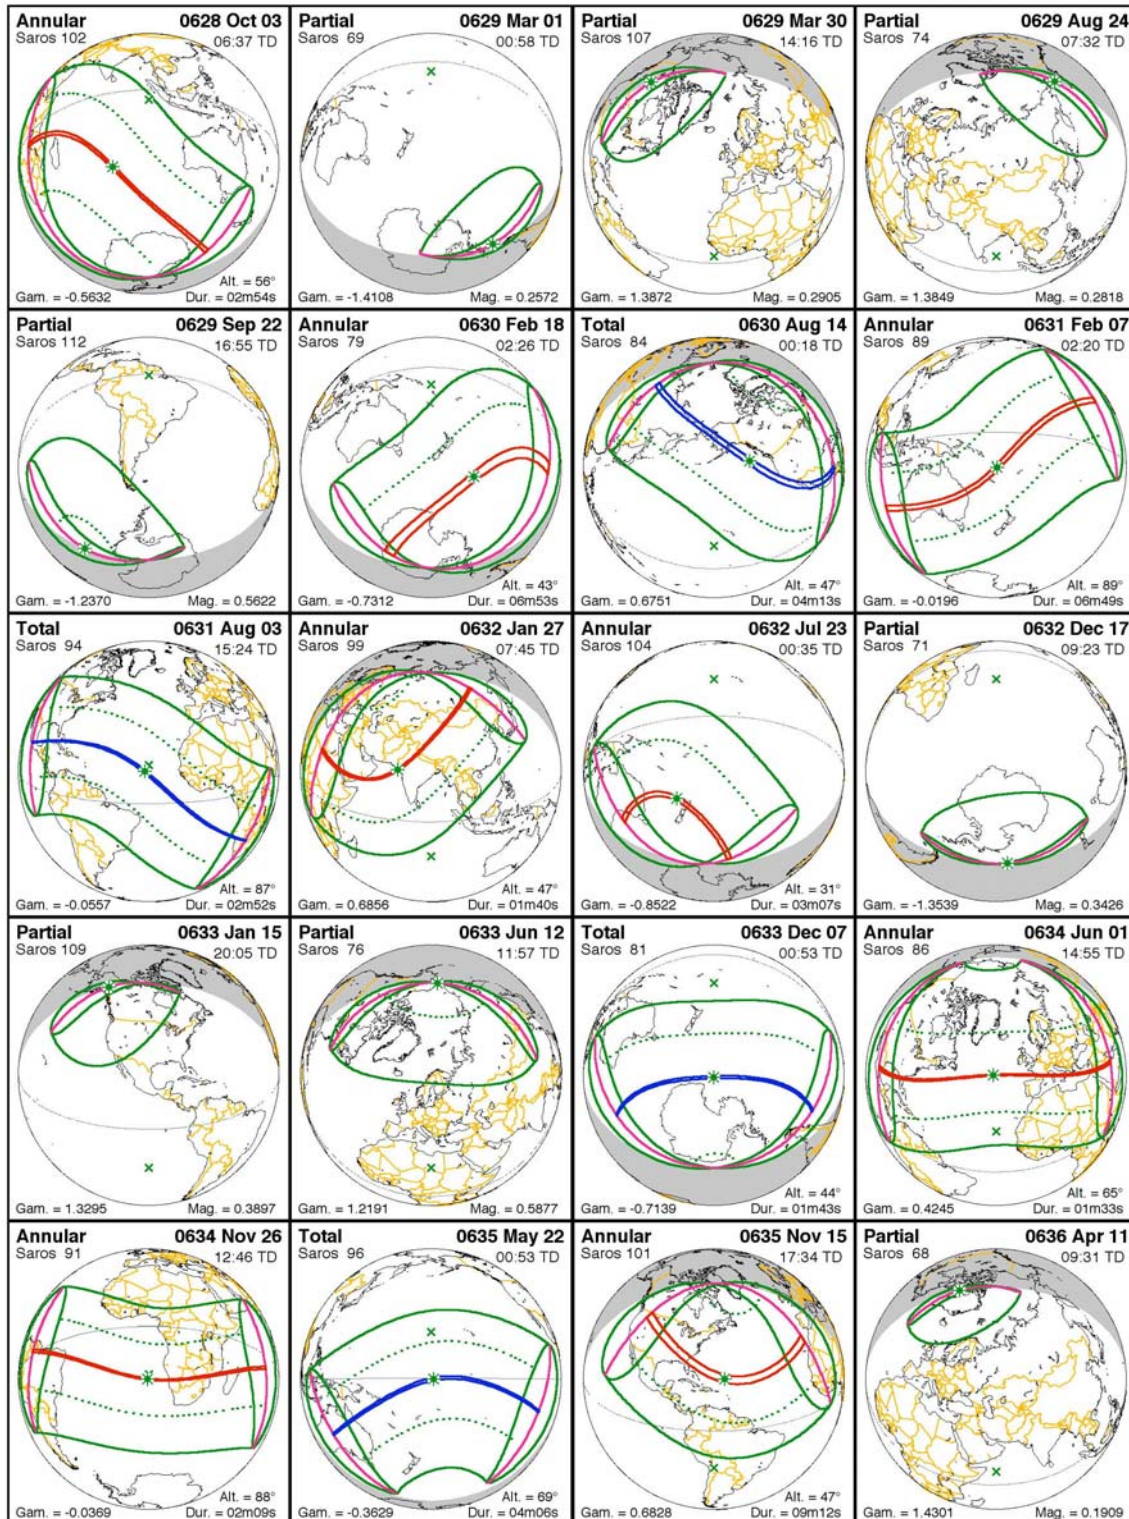 Annular 0628 Oct 03
Saros 102 06:37 TD
Alt. = 56°
Gam. = -0.5632 Dur. = 02m54s
Partial 0629 Mar 01
Saros 69 00:58 TD
Gam. = -1.4108 Mag. = 0.2572
Partial 0629 Mar 30
Saros 107 14:16 TD
Gam. = 1.3872 Mag. = 0.2905
Partial 0629 Aug 24
Saros 74 07:32 TD
Gam. = 1.3849 Mag. = 0.2818
Partial 0629 Sep 22
Saros 112 16:55 TD
Gam. = -1.2370 Mag. = 0.5622
Annular 0630 Feb 18
Saros 79 02:26 TD
Alt. = 43°
Gam. = -0.7312 Dur. = 06m53s
Total 0630 Aug 14
Saros 84 00:18 TD
Alt. = 47°
Gam. = 0.6751 Dur. = 04m13s
Annular 0631 Feb 07
Saros 89 02:20 TD
Alt. = 89°
Gam. = -0.0196 Dur. = 06m49s
Total 0631 Aug 03
Saros 94 15:24 TD
Alt. = 87°
Gam. = -0.0557 Dur. = 02m52s
Annular 0632 Jan 27
Saros 99 07:45 TD
Alt. = 47°
Gam. = 0.6856 Dur. = 01m40s
Annular 0632 Jul 23
Saros 104 00:35 TD
Alt. = 31°
Gam. = -0.8522 Dur. = 03m07s
Partial 0632 Dec 17
Saros 71 09:23 TD
Gam. = -1.3539 Mag. = 0.3426
Partial 0633 Jan 15
Saros 109 20:05 TD
Gam. = 1.3295 Mag. = 0.3897
Partial 0633 Jun 12
Saros 76 11:57 TD
Gam. = 1.2191 Mag. = 0.5877
Total 0633 Dec 07
Saros 81 00:53 TD
Alt. = 44°
Gam. = -0.7139 Dur. = 01m43s
Annular 0634 Jun 01
Saros 86 14:55 TD
Alt. = 65°
Gam. = 0.4245 Dur. = 01m33s
Annular 0634 Nov 26
Saros 91 12:46 TD
Alt. = 88°
Gam. = -0.0369 Dur. = 02m09s
Total 0635 May 22
Saros 96 00:53 TD
Alt. = 69°
Gam. = -0.3629 Dur. = 04m06s
Annular 0635 Nov 15
Saros 101 17:34 TD
Alt. = 47°
Gam. = 0.6828 Dur. = 09m12s
Partial 0636 Apr 11
Saros 68 09:31 TD
Gam. = 1.4301 Mag. = 0.1909